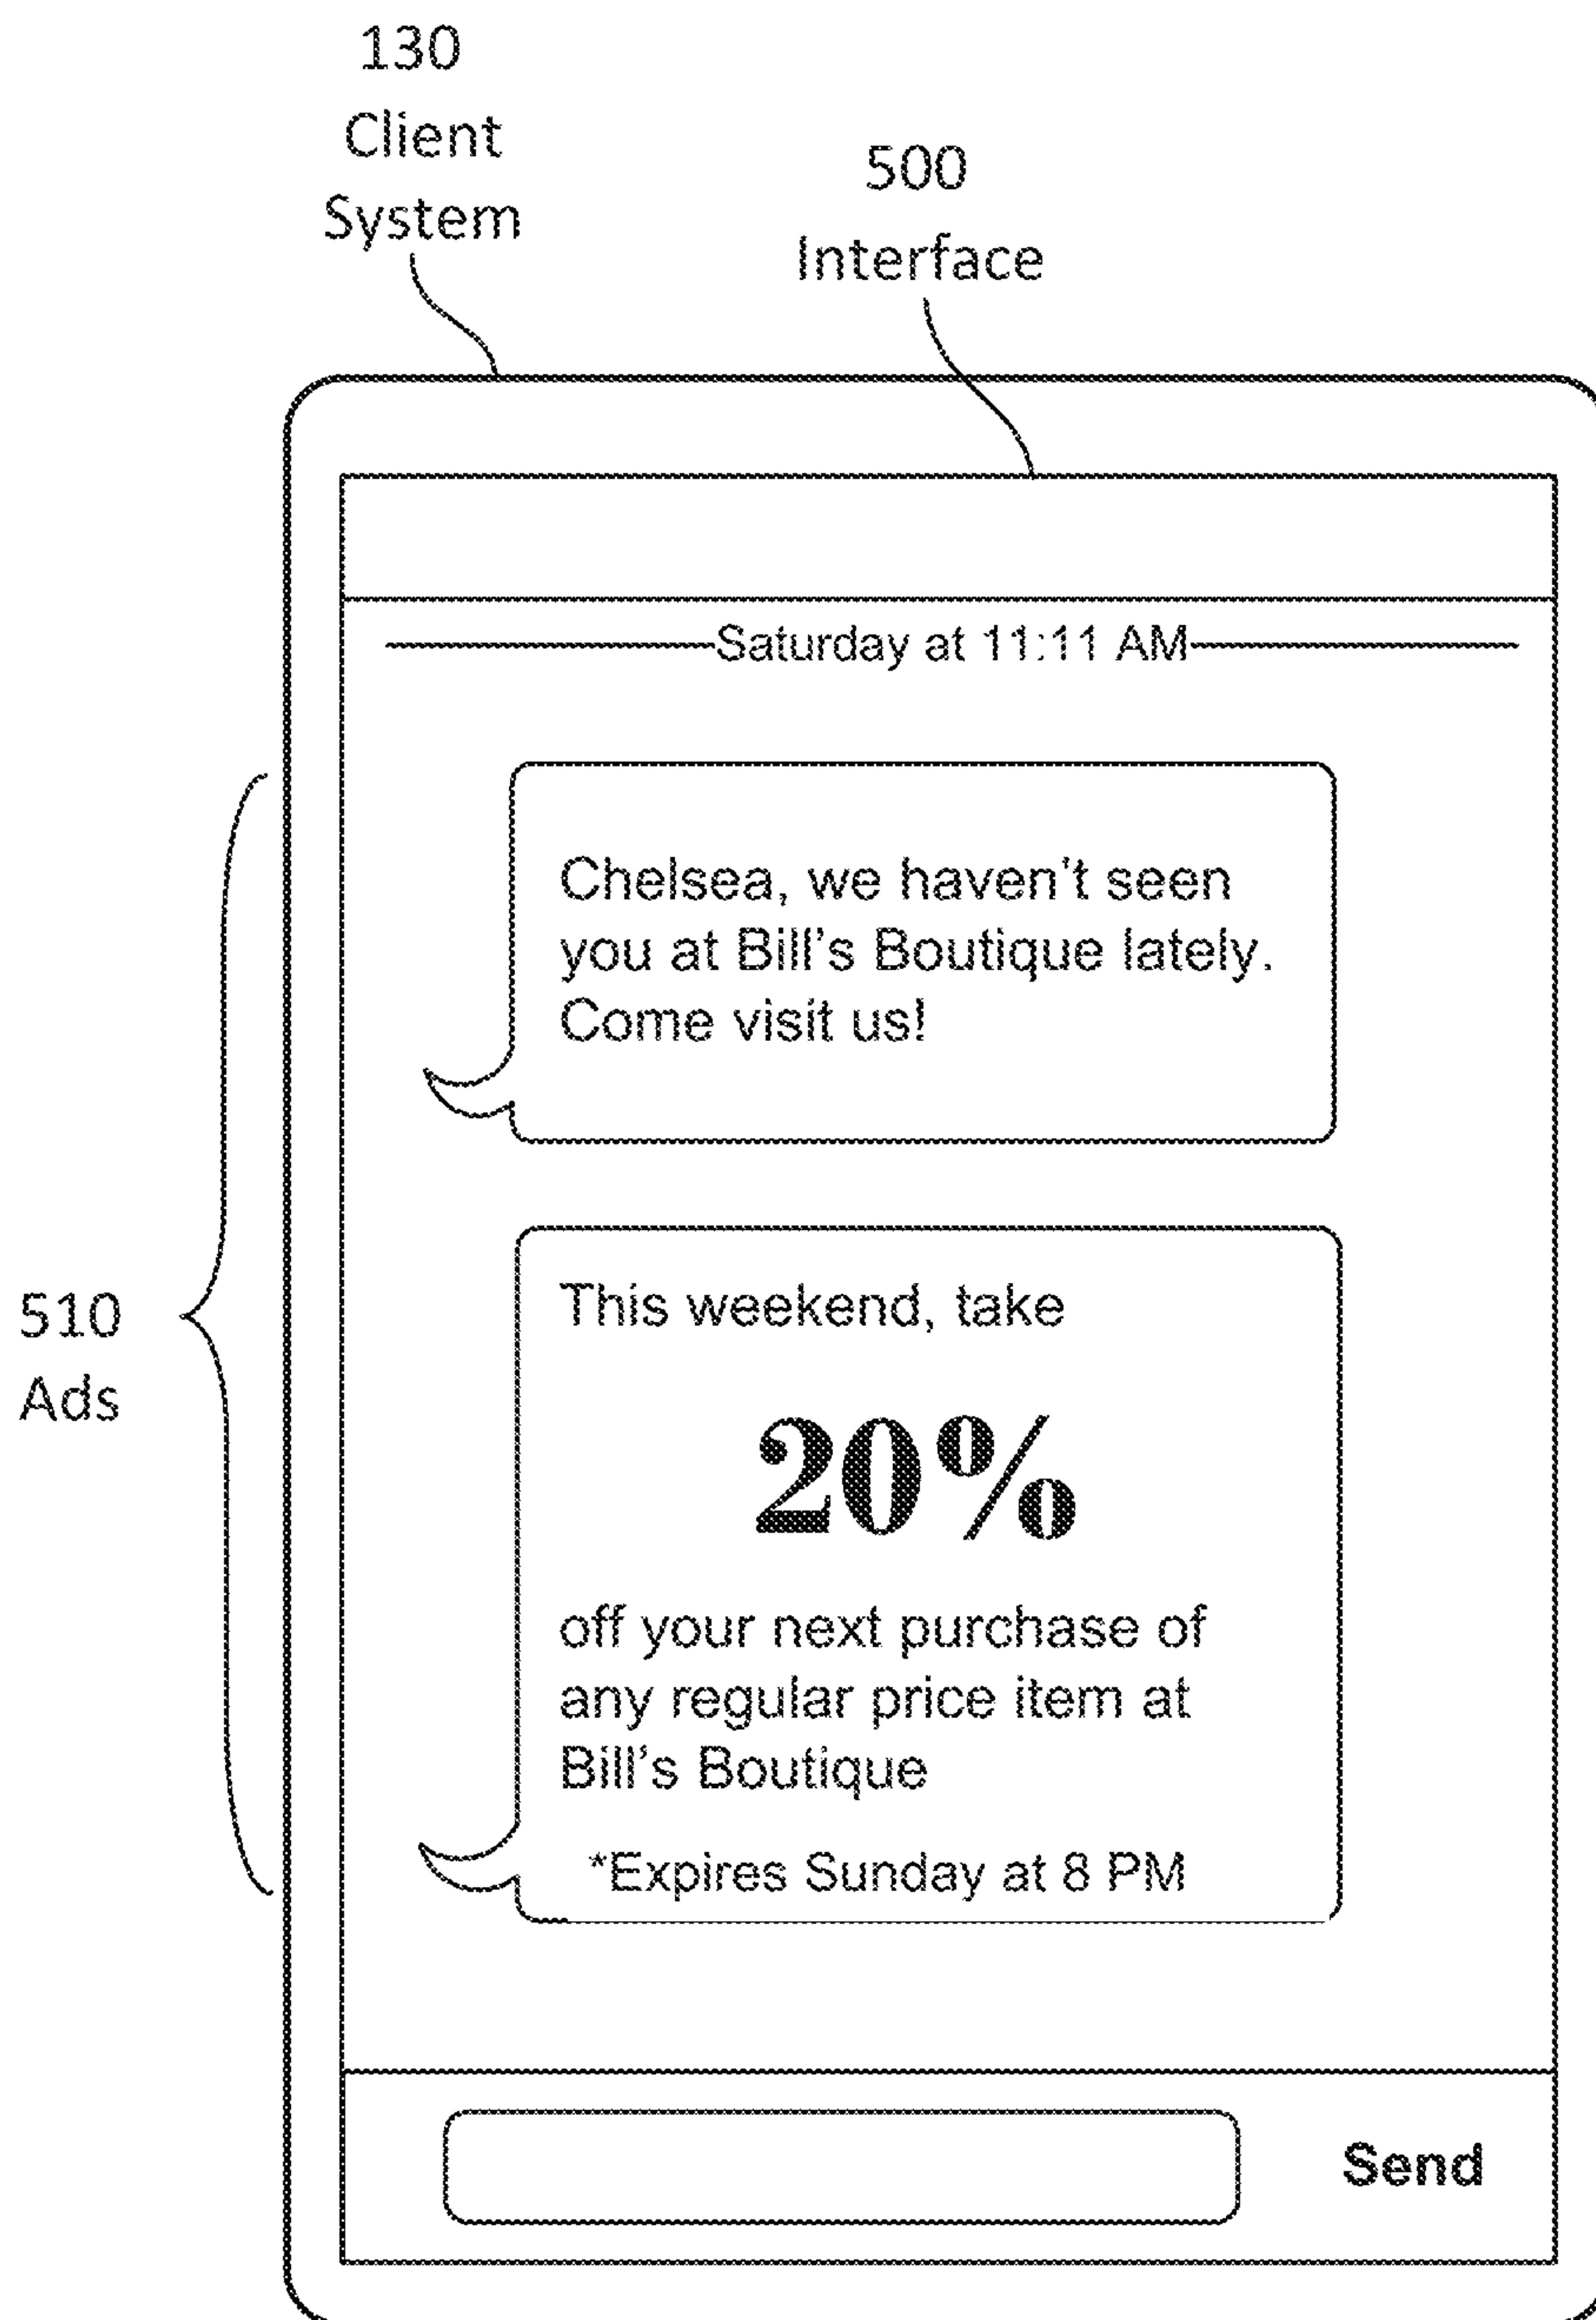 130
Client
System
500
Interface
Saturday at 11:11 AM
Chelsea, we haven't seen
you at Bill's Boutique lately.
Come visit us!
510
Ads
This weekend, take
20%
off your next purchase of
any regular price item at
Bill's Boutique
*Expires Sunday at 8 PM
Send